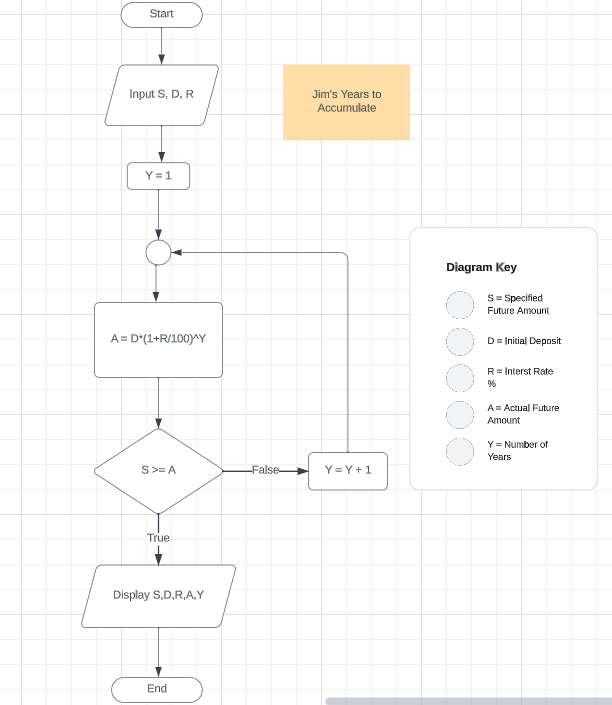 Start
Input S, D, R
Jim's Years to
Accumulate
Y = 1
Diagram Key
S = Specified
Future Amount
D = Initial Deposit
R = Interst Rate
%
A = Actual Future
Amount
Y = Number of
Years
A = D*(1+R/100)^Y
S >= A
False
Y = Y + 1
True
Display S,D,R,A,Y
End